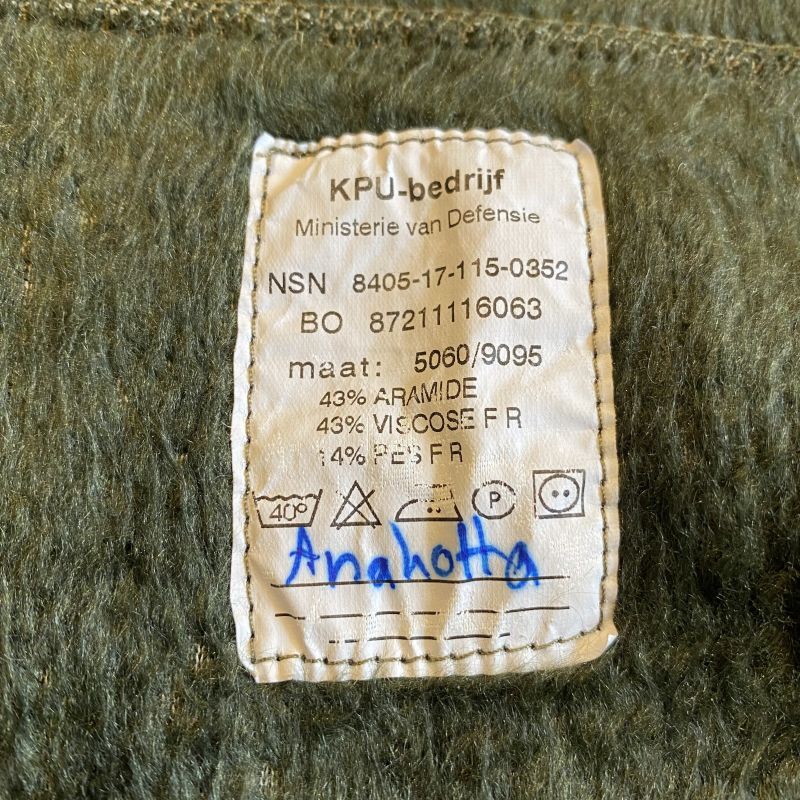 KPU-bedrijf
Ministerie van Defensie
NSN 8405-17-115-0352
BO 87211116063
maat: 5060/9095
43% ARAMIDE
43% VISCOSE F R
14% PES F R
40° P
Anahotta